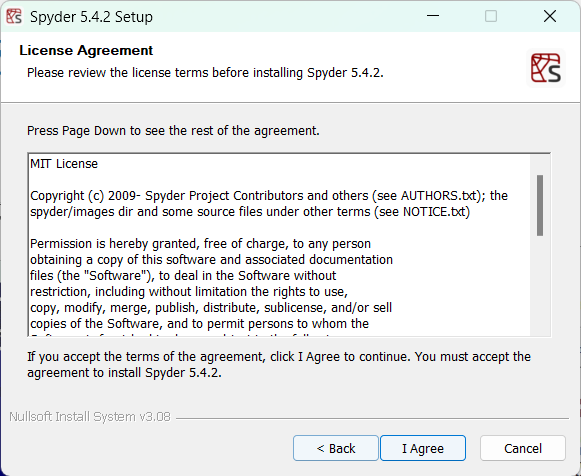 Spyder 5.4.2 Setup
License Agreement
Please review the license terms before installing Spyder 5.4.2.
Press Page Down to see the rest of the agreement.
MIT License
Copyright (c) 2009- Spyder Project Contributors and others (see AUTHORS.txt); the
spyder/images dir and some source files under other terms (see NOTICE.txt)
Permission is hereby granted, free of charge, to any person
obtaining a copy of this software and associated documentation
files (the "Software"), to deal in the Software without
restriction, including without limitation the rights to use,
copy, modify, merge, publish, distribute, sublicense, and/or sell
copies of the Software, and to permit persons to whom the
If you accept the terms of the agreement, click I Agree to continue. You must accept the
agreement to install Spyder 5.4.2.
Nullsoft Install System v3.08
< Back
I Agree
Cancel